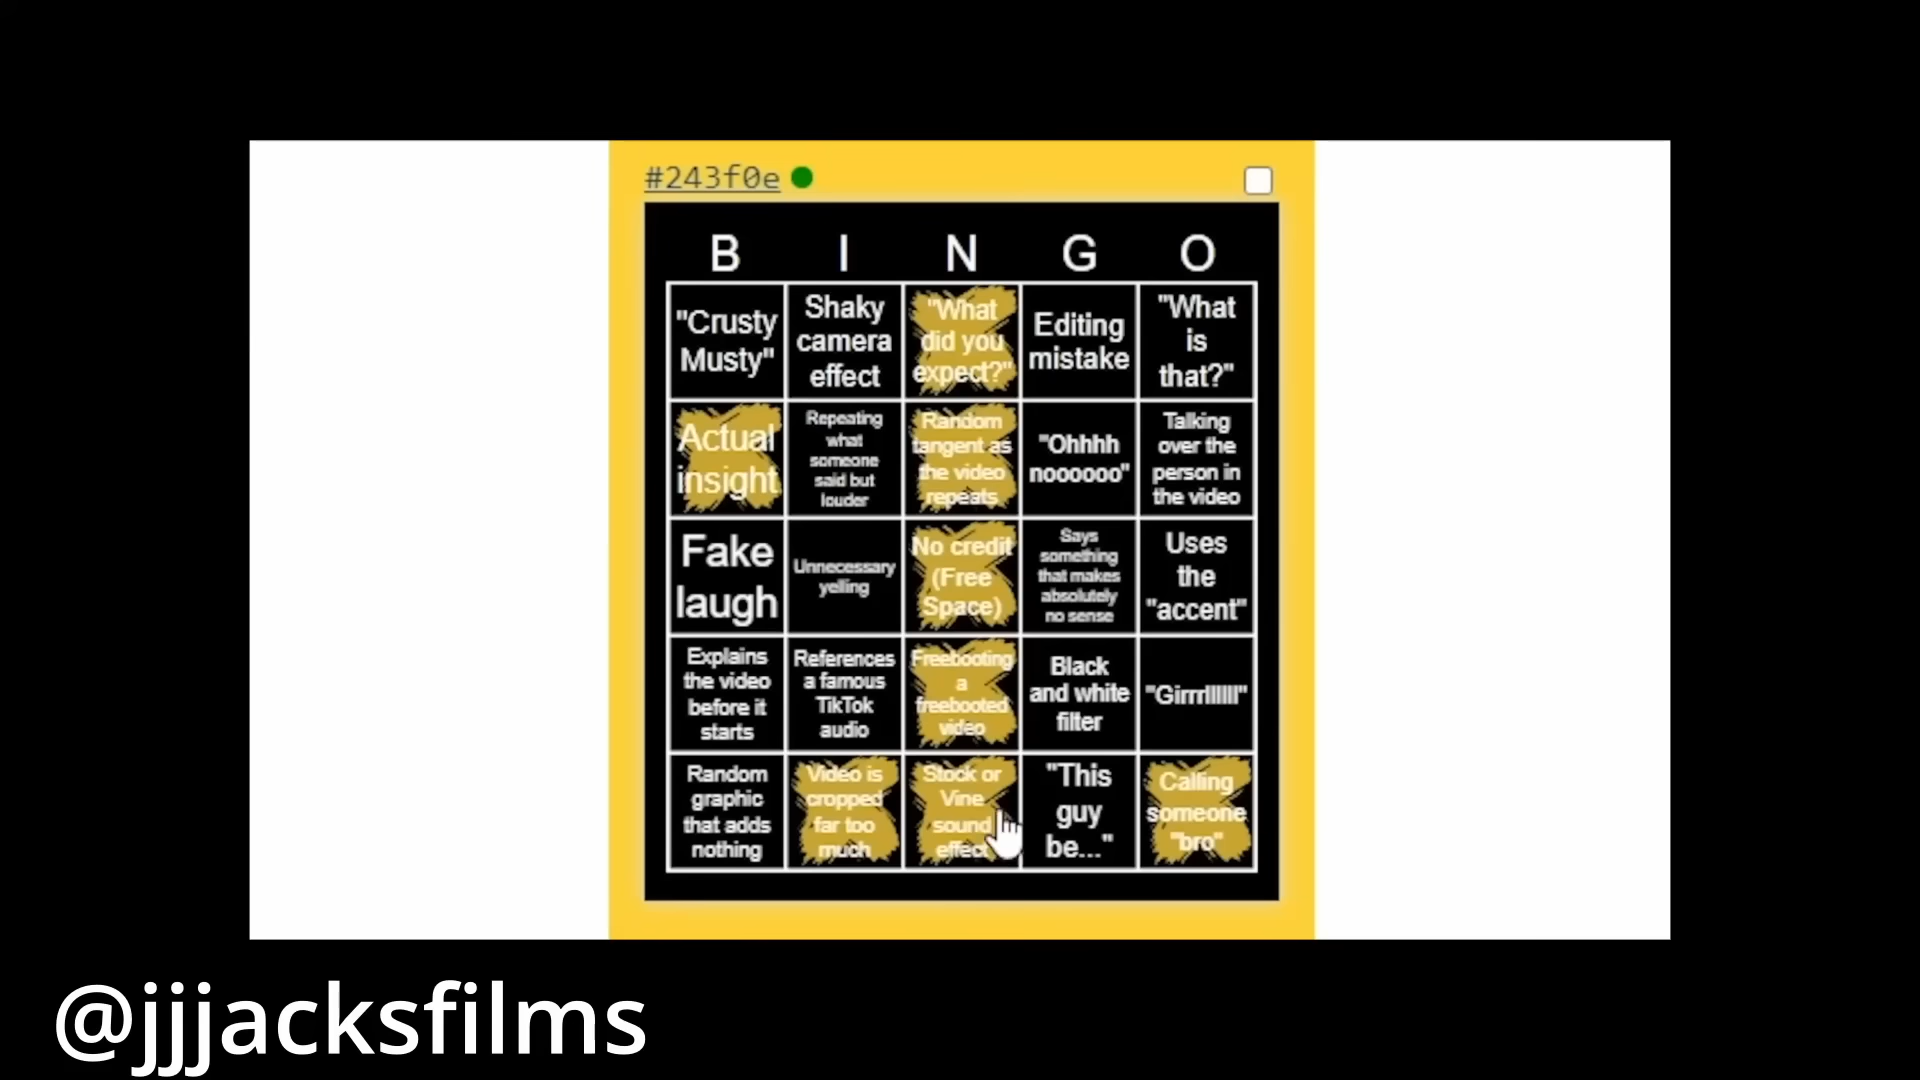 #243f0e
B I N G O
"Crusty
Musty"
Shaky
camera
effect
"What
did you
expect?"
Editing
mistake
"What
is
that?"
Actual
insight
Repeating
what
someone
said but
louder
Random
tangent as
the video
repeats
"Ohhhh
noooooo"
Talking
over the
person in
the video
Fake
laugh
Unnecessary
yelling
No credit
(Free
Space)
Says
something
that makes
absolutely
no sense
Uses
the
"accent"
Explains
the video
before it
starts
References
a famous
TikTok
audio
Freebooting
a
freebooted
video
Black
and white
filter
"Girrrlllllll"
Random
graphic
that adds
nothing
Video is
cropped
far too
much
Stock or
Vine
sound
effect
"This
guy
be..."
Calling
someone
"bro"
@jjjacksfilms